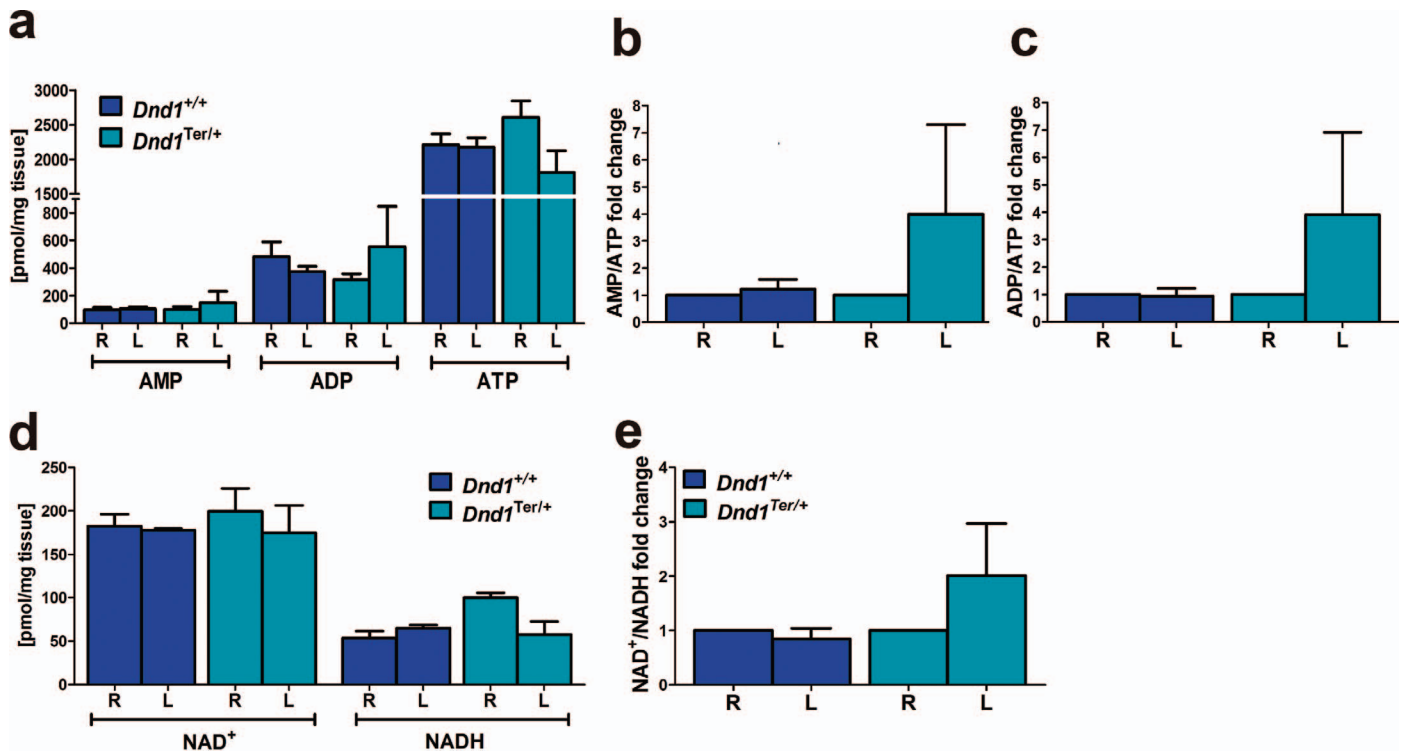 a
[pmol/mg tissue]
3000
2500
2000
1500
800
600
400
200
0
Dnd1+/+
Dnd1Ter/+
R L R L R L R L R L R L
AMP ADP ATP
b
AMP/ATP fold change
8
7
6
5
4
3
2
1
0
R L R L
c
ADP/ATP fold change
8
7
6
5
4
3
2
1
0
R L R L
d
[pmol/mg tissue]
250
200
150
100
50
0
Dnd1+/+
Dnd1Ter/+
R L R L R L R L
NAD+ NADH
e
NAD+/NADH fold change
4
3
2
1
0
Dnd1+/+
Dnd1Ter/+
R L R L